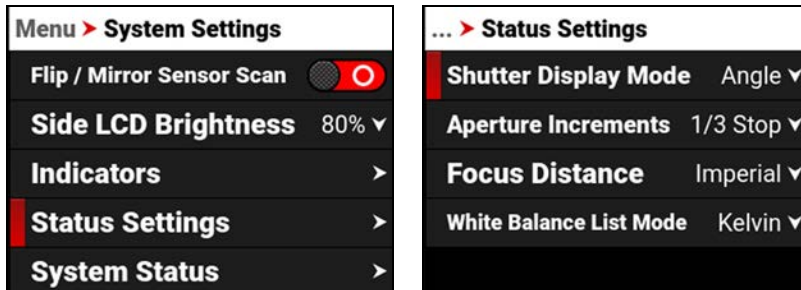 Menu > System Settings
Flip / Mirror Sensor Scan
Side LCD Brightness 80%
Indicators >
Status Settings >
System Status >
... > Status Settings
Shutter Display Mode Angle
Aperture Increments 1/3 Stop
Focus Distance Imperial
White Balance List Mode Kelvin